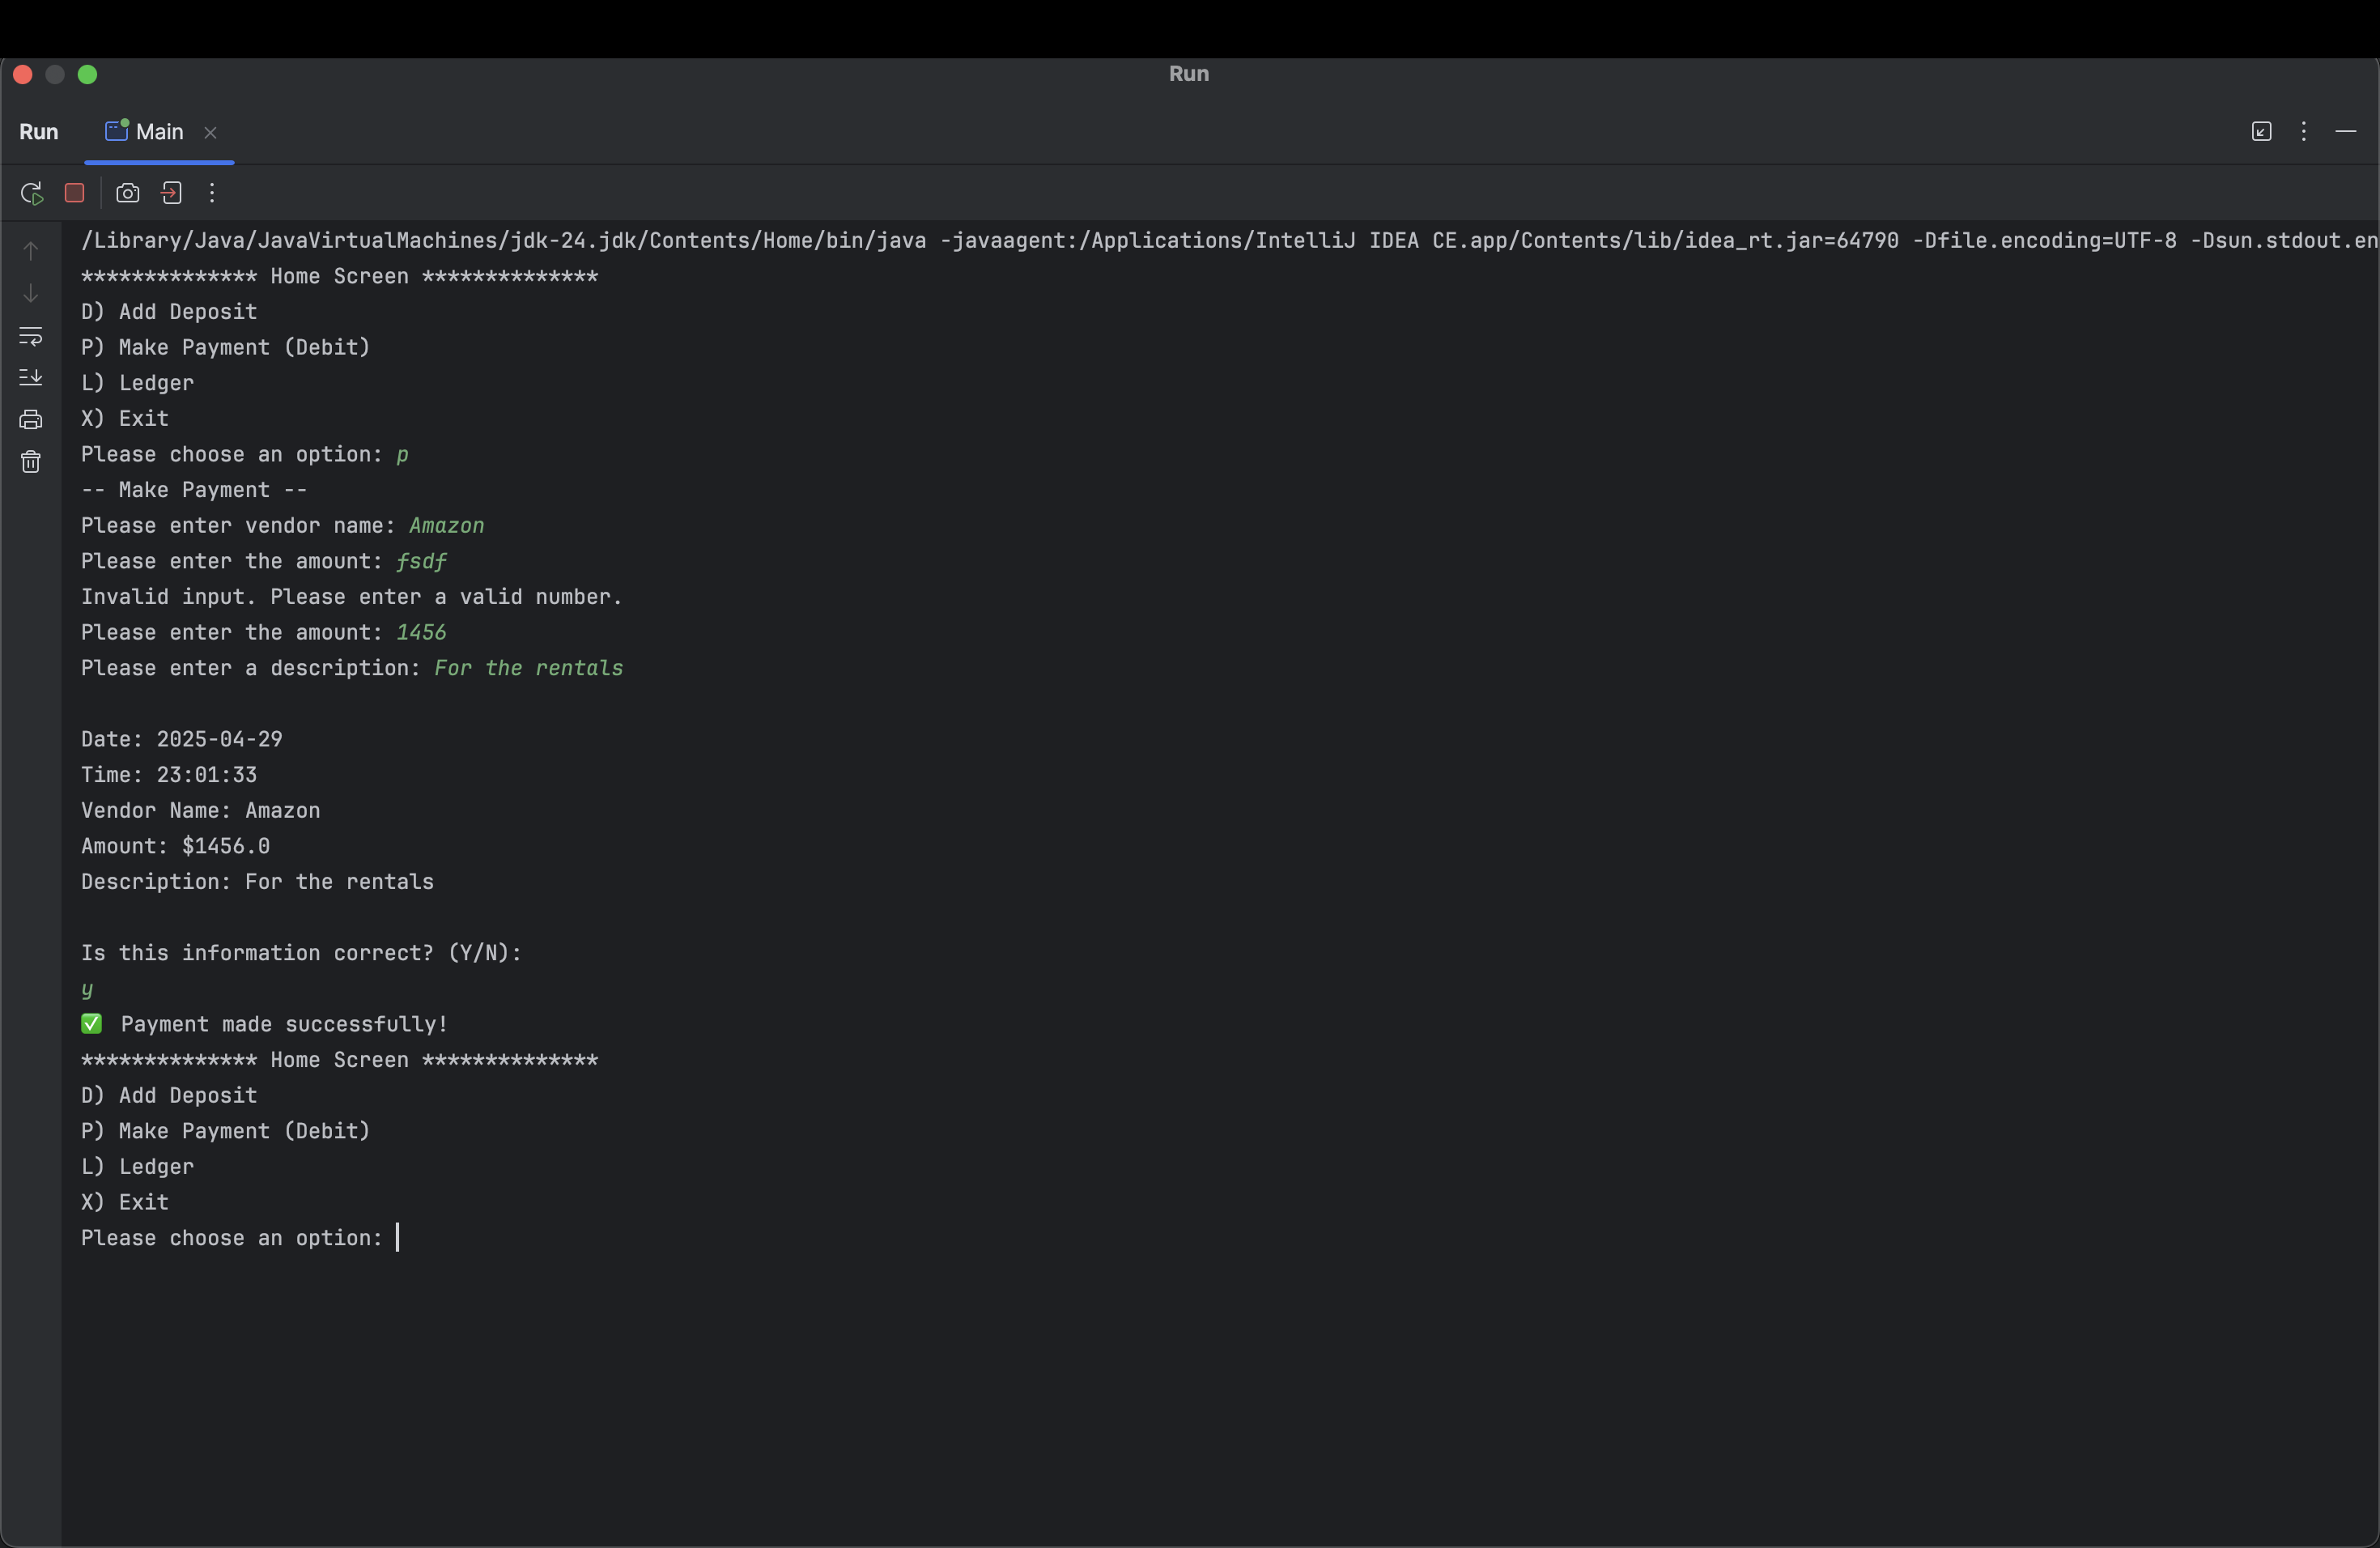 Run
Run Main
/Library/Java/JavaVirtualMachines/jdk-24.jdk/Contents/Home/bin/java -javaagent:/Applications/IntelliJ IDEA CE.app/Contents/lib/idea_rt.jar=64790 -Dfile.encoding=UTF-8 -Dsun.stdout.en
************** Home Screen **************
D) Add Deposit
P) Make Payment (Debit)
L) Ledger
X) Exit
Please choose an option: p
-- Make Payment --
Please enter vendor name: Amazon
Please enter the amount: fsdf
Invalid input. Please enter a valid number.
Please enter the amount: 1456
Please enter a description: For the rentals
Date: 2025-04-29
Time: 23:01:33
Vendor Name: Amazon
Amount: $1456.0
Description: For the rentals
Is this information correct? (Y/N):
y
✅ Payment made successfully!
************** Home Screen **************
D) Add Deposit
P) Make Payment (Debit)
L) Ledger
X) Exit
Please choose an option: